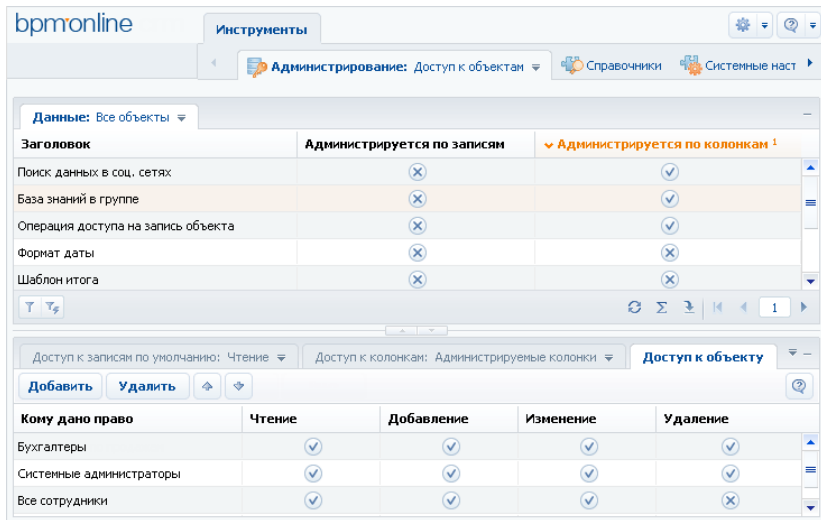 bpmonline
Инструменты
Администрирование: Доступ к объектам Справочники Системные наст
Данные: Все объекты
Заголовок Администрируется по записям Администрируется по колонкам 1
Поиск данных в соц. сетях
База знаний в группе
Операция доступа на запись объекта
Формат даты
Шаблон итога
1
Доступ к записям по умолчанию: Чтение Доступ к колонкам: Администрируемые колонки Доступ к объекту
Добавить Удалить
Кому дано право Чтение Добавление Изменение Удаление
Бухгалтеры
Системные администраторы
Все сотрудники